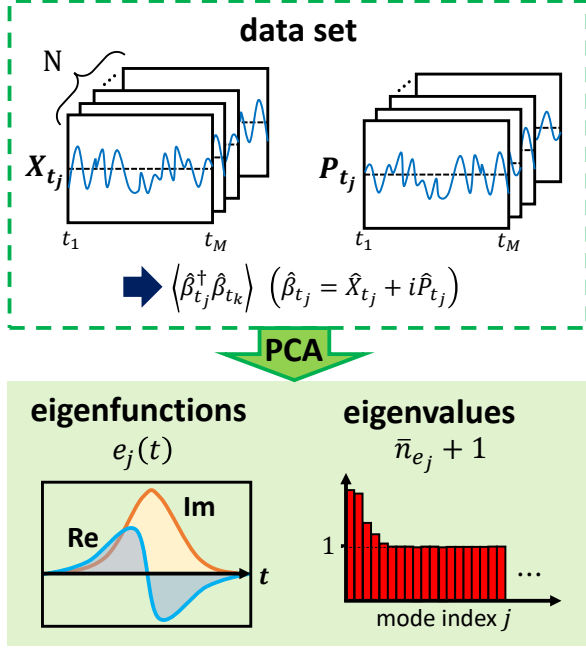 data set
N
...
X_{t_j}
P_{t_j}
t_1 t_M
t_1 t_M
⟨β̂†_{t_j} β̂_{t_k}⟩ (β̂_{t_j} = X̂_{t_j} + iP̂_{t_j})
PCA
eigenfunctions
e_j(t)
Im
Re
t
eigenvalues
n̄_{e_j} + 1
1
...
mode index j